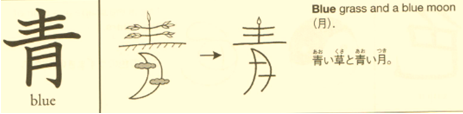 青
blue
Blue grass and a blue moon
(月).
青い草と青い月。
あお くさ あお つき